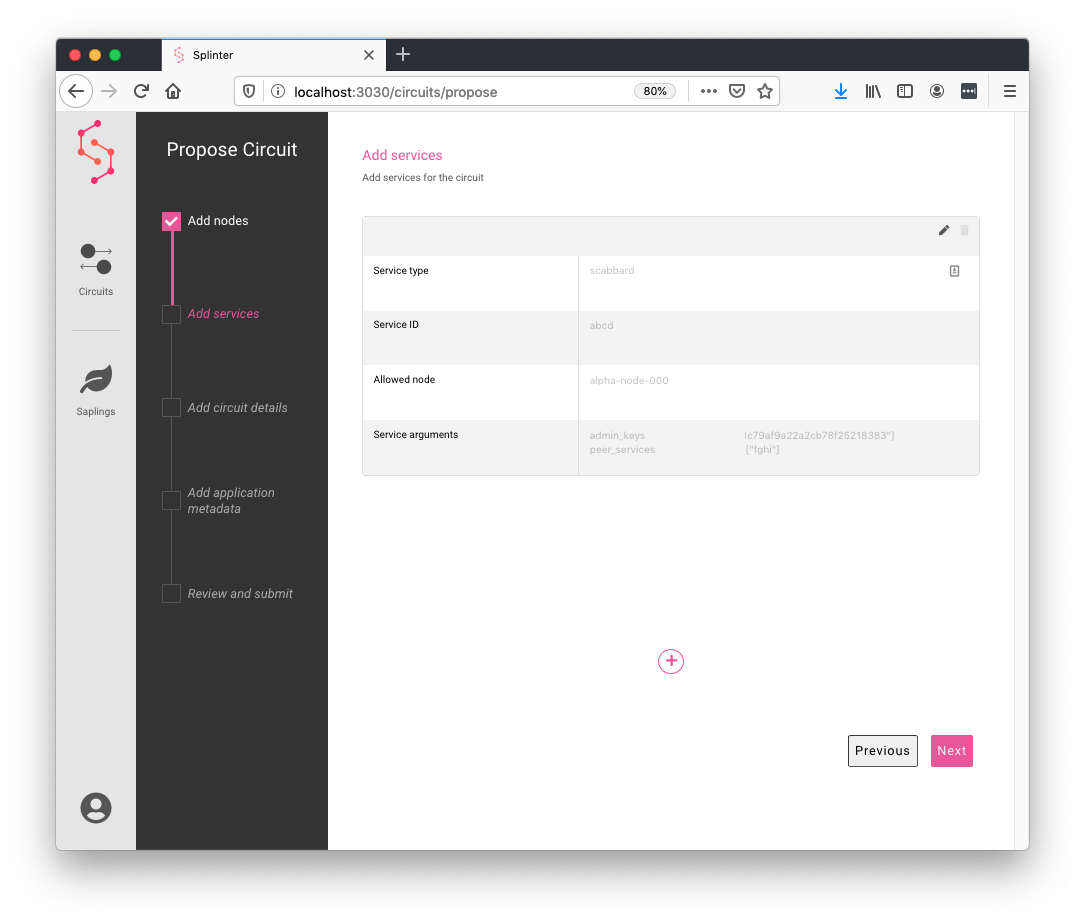 Splinter
localhost:3030/circuits/propose
80%
Propose Circuit
Add nodes
Add services
Add circuit details
Add application
metadata
Review and submit
Circuits
Saplings
Add services
Add services for the circuit
Service type
scabbard
Service ID
abcd
Allowed node
alpha-node-000
Service arguments
admin_keys
lc79af9a22a2cb78f25218383"]
peer_services
["fghi"]
Previous
Next